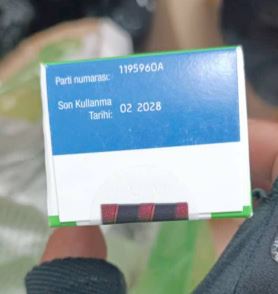 Parti numarası: 1195960A
Son Kullanma
Tarihi: 02 2028